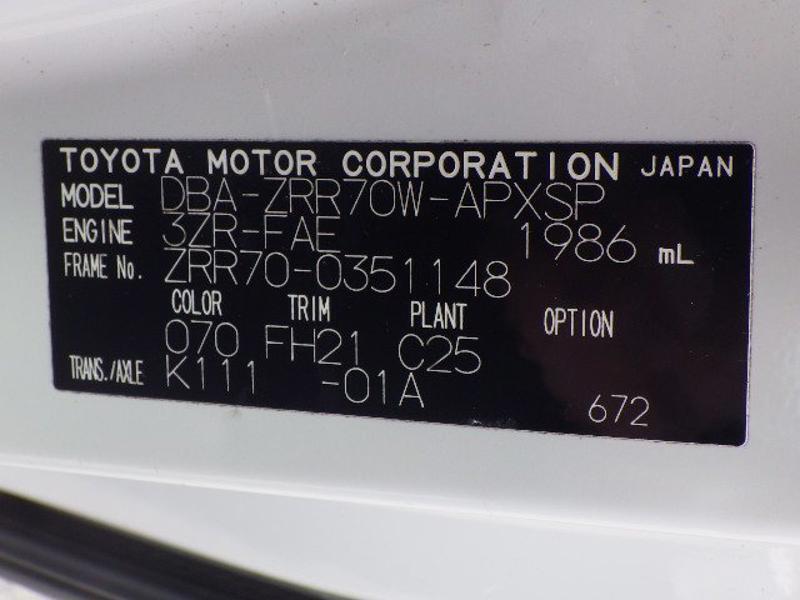 TOYOTA MOTOR CORPORATION JAPAN
MODEL DBA-ZRR70W-APXSP
ENGINE 3ZR-FAE 1986 mL
FRAME No. ZRR70-0351148
COLOR TRIM PLANT OPTION
070 FH21 C25
TRANS./AXLE K111 -01A 672